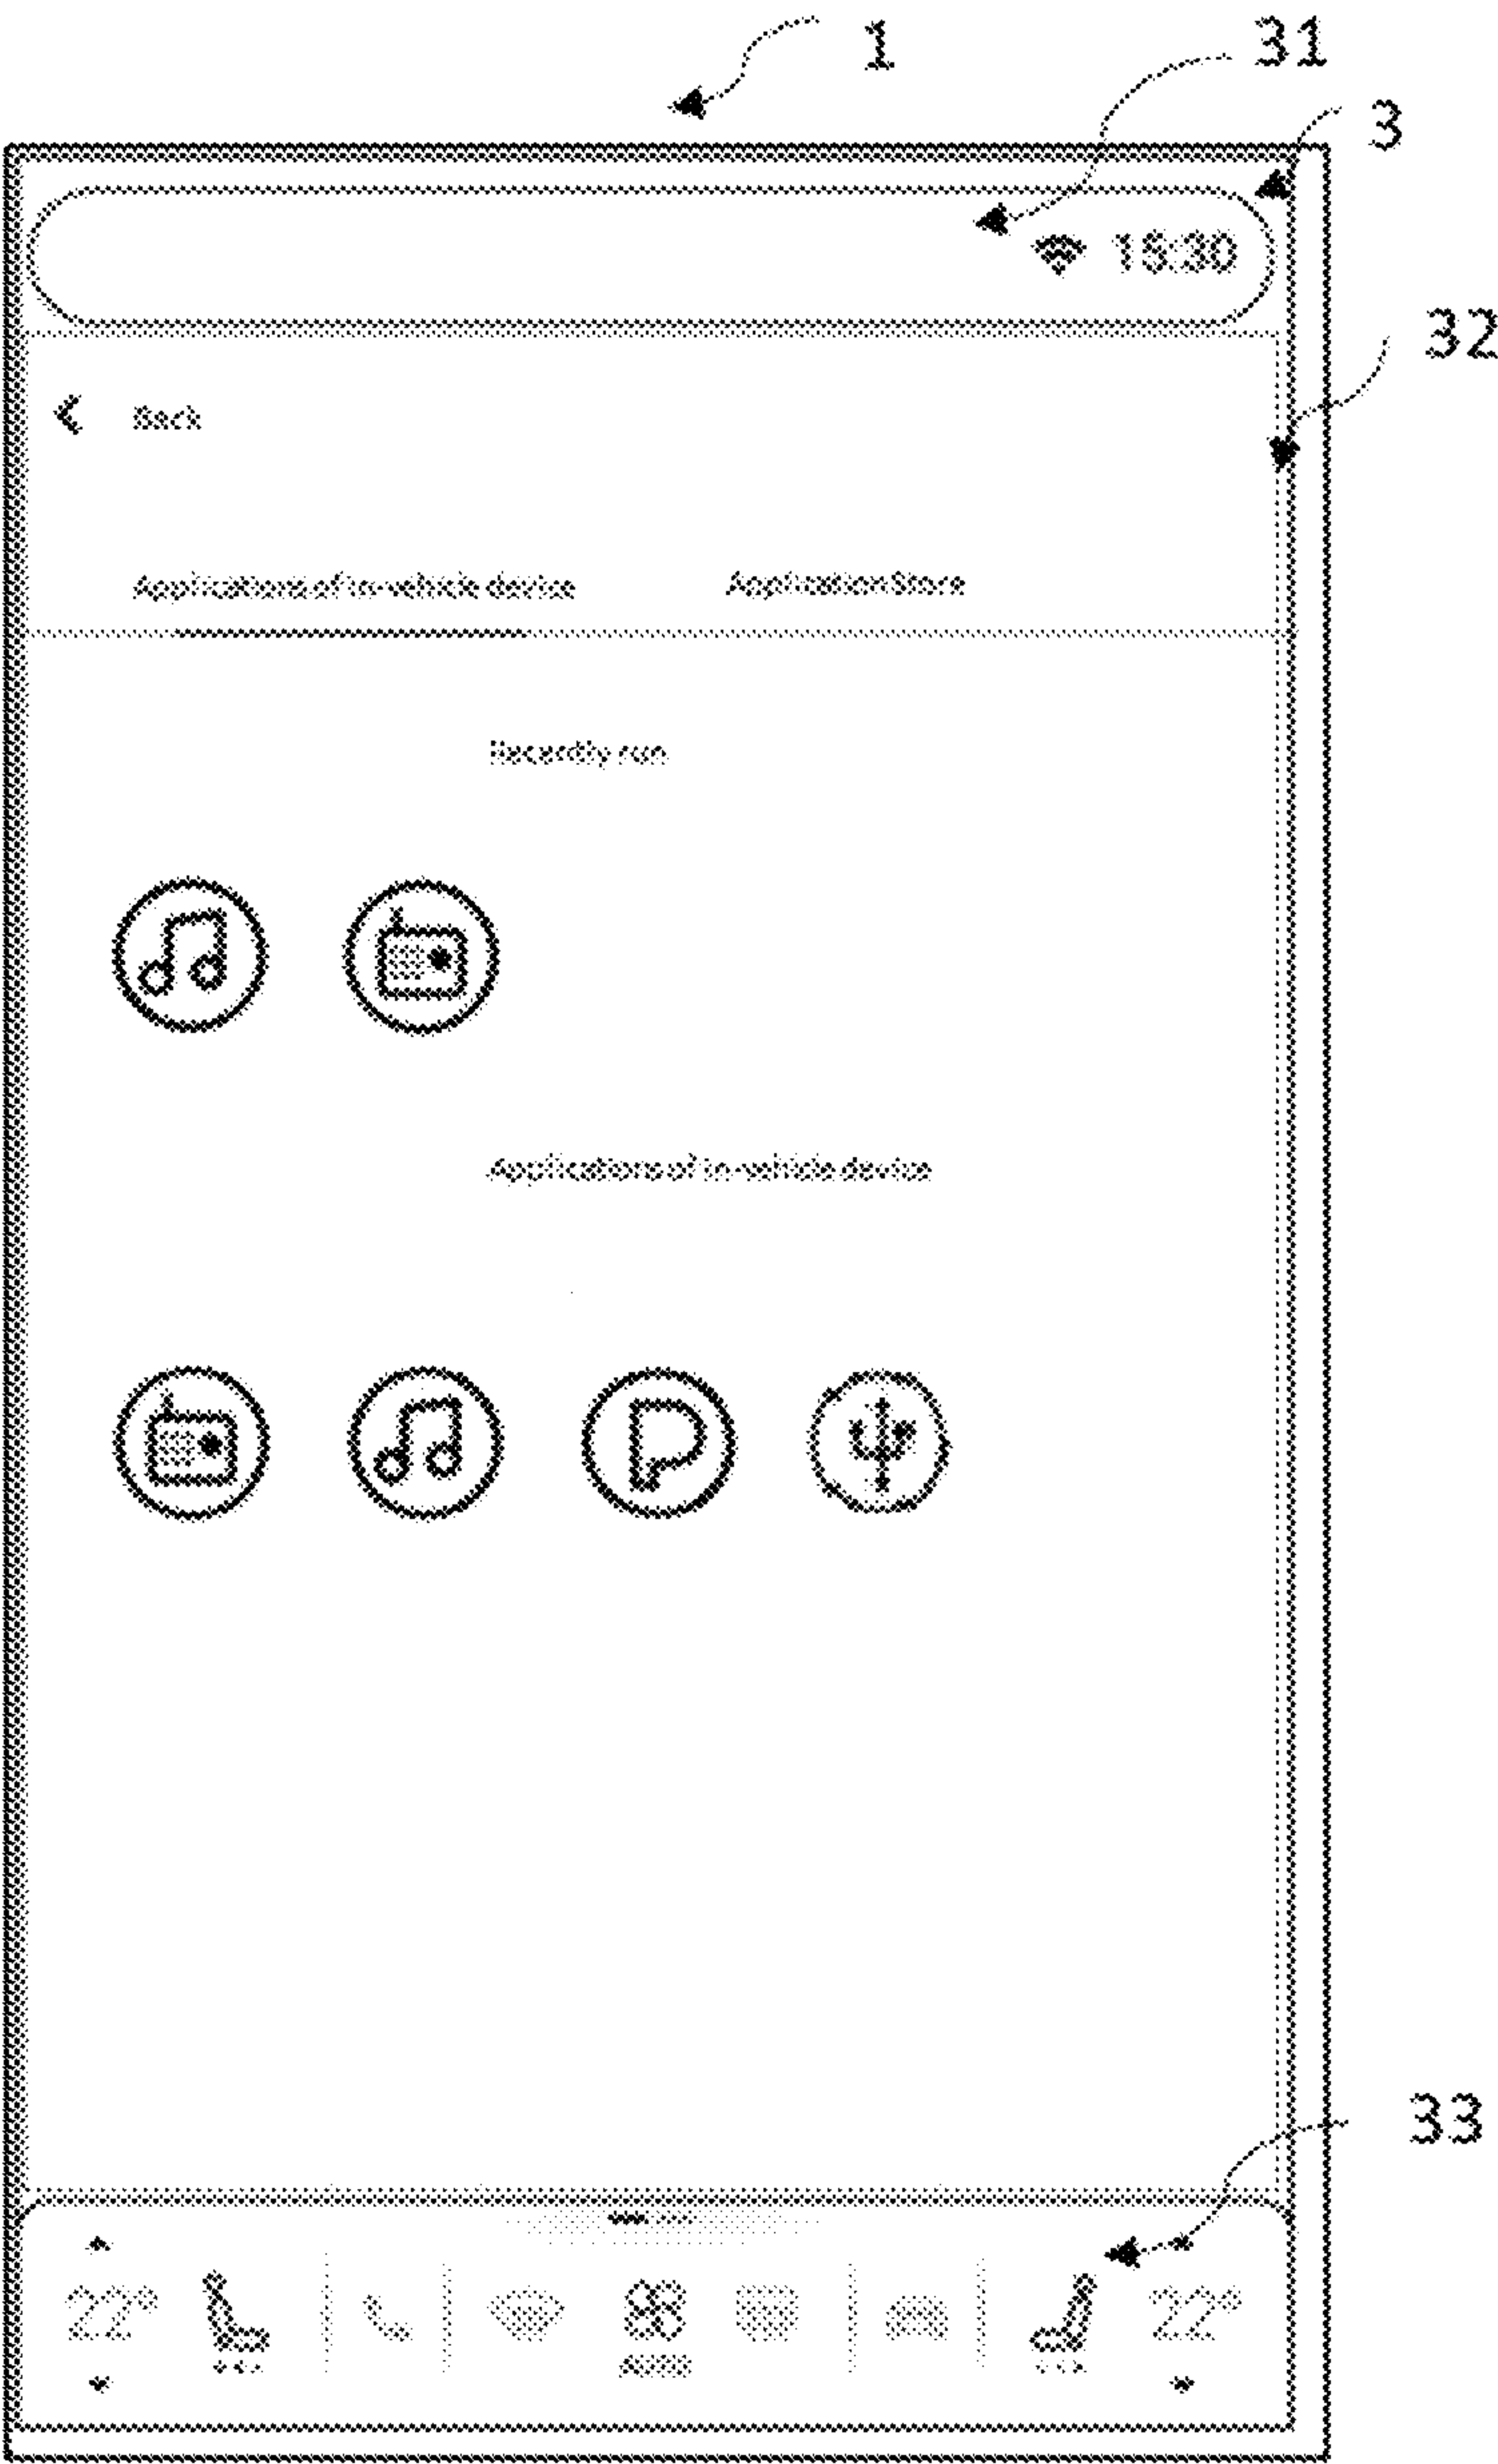 1
31
3
15:30
32
Back
Applications of in-vehicle device
Application Store
Recently run
Applications of in-vehicle device
33
22°
22°
AUTO